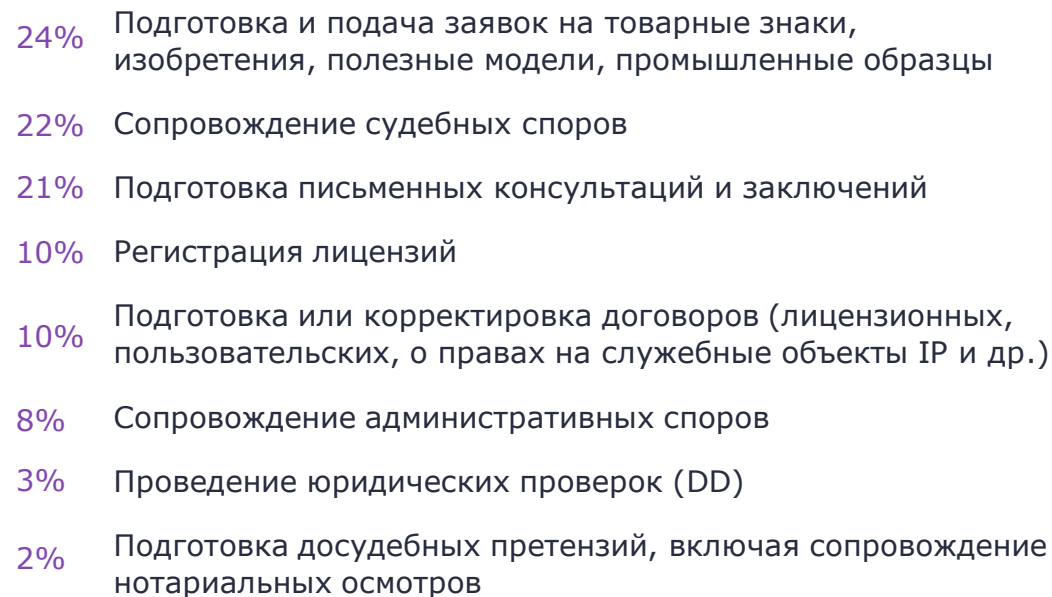 24% Подготовка и подача заявок на товарные знаки,
изобретения, полезные модели, промышленные образцы
22% Сопровождение судебных споров
21% Подготовка письменных консультаций и заключений
10% Регистрация лицензий
10% Подготовка или корректировка договоров (лицензионных,
пользовательских, о правах на служебные объекты IP и др.)
8% Сопровождение административных споров
3% Проведение юридических проверок (DD)
2% Подготовка досудебных претензий, включая сопровождение
нотариальных осмотров